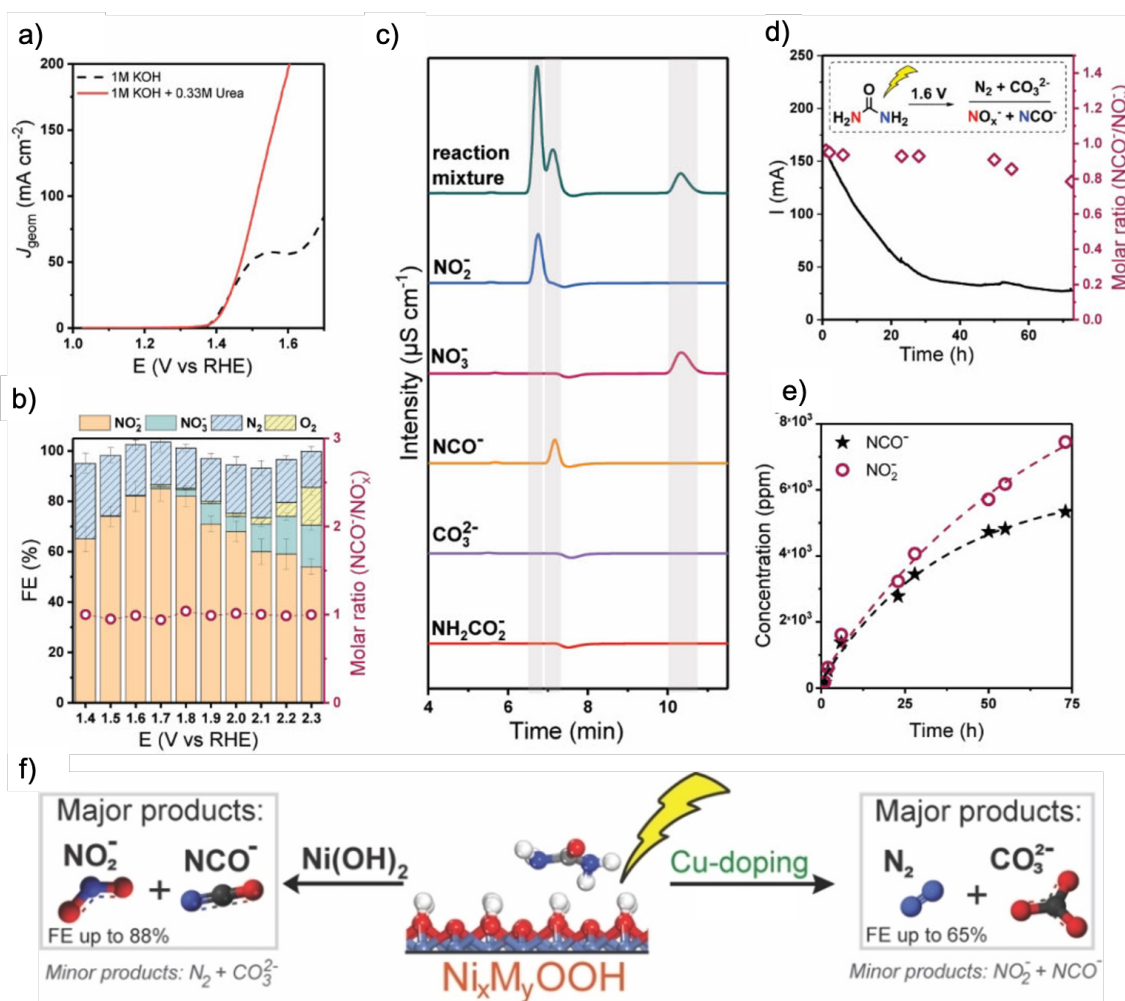 a)
200
150
100
50
0
J_geom (mA cm⁻²)
1M KOH
1M KOH + 0.33M Urea
1.0 1.2 1.4 1.6
E (V vs RHE)
b)
NO₂⁻ NO₃⁻ N₂ O₂
100
80
60
40
20
0
FE (%)
3
2
1
0
Molar ratio (NCO⁻/NOₓ⁻)
1.4 1.5 1.6 1.7 1.8 1.9 2.0 2.1 2.2 2.3
E (V vs RHE)
c)
Intensity (µS cm⁻¹)
reaction
mixture
NO₂⁻
NO₃⁻
NCO⁻
CO₃²⁻
NH₂CO₂⁻
4 6 8 10
Time (min)
d)
250
200
150
100
50
0
I (mA)
O
H₂N NH₂
1.6 V
N₂ + CO₃²⁻
NOₓ⁻ + NCO⁻
1.4
1.2
1.0
0.8
0.6
0.4
0.2
0.0
Molar ratio (NCO⁻/NOₓ⁻)
0 20 40 60
Time (h)
e)
8·10³
6·10³
4·10³
2·10³
0
Concentration (ppm)
NCO⁻
NO₂⁻
0 25 50 75
Time (h)
f)
Major products:
NO₂⁻ NCO⁻
+
FE up to 88%
Minor products: N₂ + CO₃²⁻
Ni(OH)₂
NiₓMᵧOOH
Cu-doping
Major products:
N₂ CO₃²⁻
+
FE up to 65%
Minor products: NO₂⁻ + NCO⁻